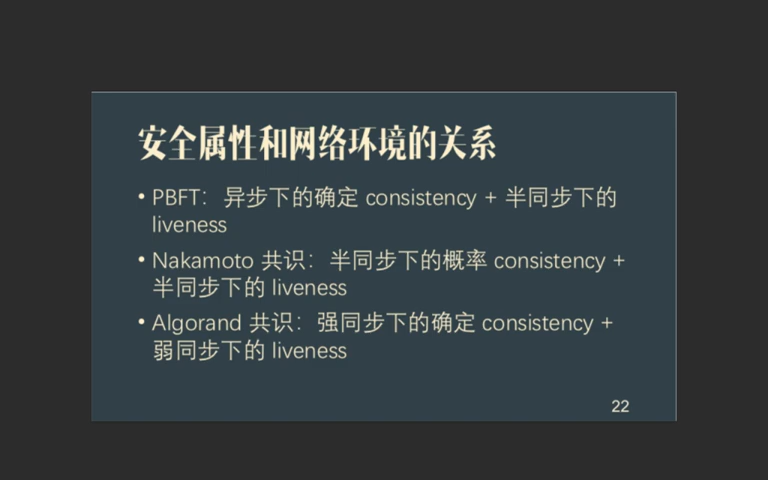 安全属性和网络环境的关系
• PBFT：异步下的确定 consistency + 半同步下的
liveness
• Nakamoto 共识：半同步下的概率 consistency +
半同步下的 liveness
• Algorand 共识：强同步下的确定 consistency +
弱同步下的 liveness
22